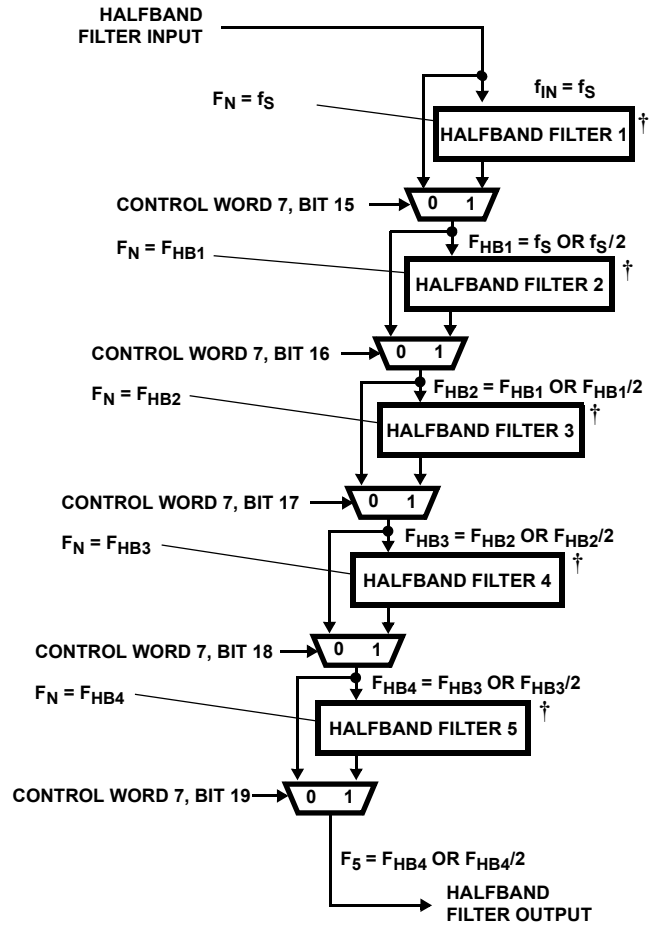 HALFBAND
FILTER INPUT
F_N = f_S
f_IN = f_S
HALFBAND FILTER 1
†
CONTROL WORD 7, BIT 15
0 1
F_N = F_HB1
F_HB1 = f_S OR f_S/2
†
HALFBAND FILTER 2
CONTROL WORD 7, BIT 16
0 1
F_N = F_HB2
F_HB2 = F_HB1 OR F_HB1/2
†
HALFBAND FILTER 3
CONTROL WORD 7, BIT 17
0 1
F_N = F_HB3
F_HB3 = F_HB2 OR F_HB2/2
†
HALFBAND FILTER 4
CONTROL WORD 7, BIT 18
0 1
F_N = F_HB4
F_HB4 = F_HB3 OR F_HB3/2
†
HALFBAND FILTER 5
CONTROL WORD 7, BIT 19
0 1
F_5 = F_HB4 OR F_HB4/2
HALFBAND
FILTER OUTPUT